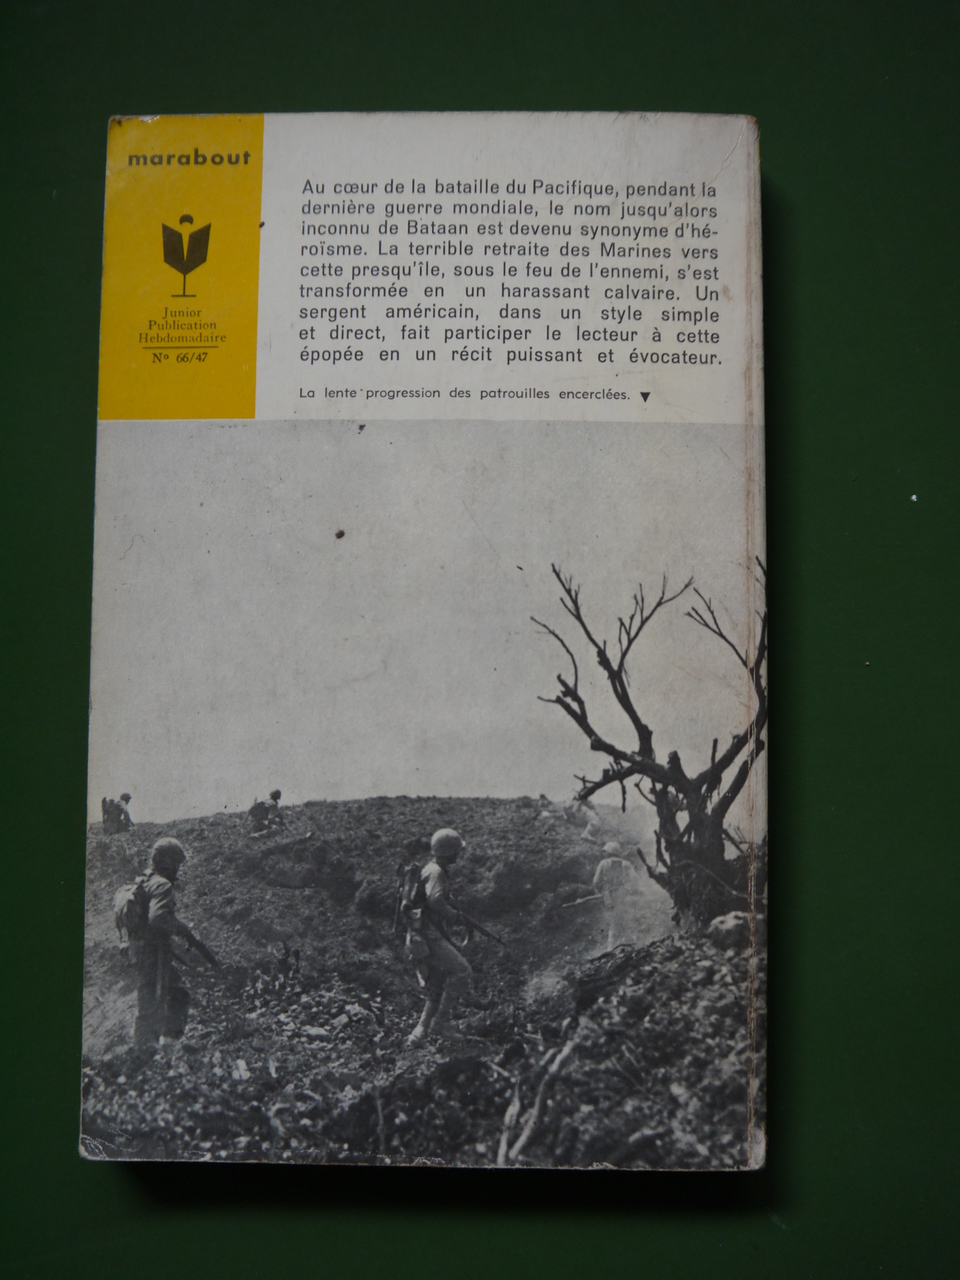 marabout
Junior
Publication
Hebdomadaire
Nº 66/47
Au cœur de la bataille du Pacifique, pendant la
dernière guerre mondiale, le nom jusqu'alors
inconnu de Bataan est devenu synonyme d'hé-
roïsme. La terrible retraite des Marines vers
cette presqu'île, sous le feu de l'ennemi, s'est
transformée en un harassant calvaire. Un
sergent américain, dans un style simple
et direct, fait participer le lecteur à cette
épopée en un récit puissant et évocateur.
La lente progression des patrouilles encerclées. ▼